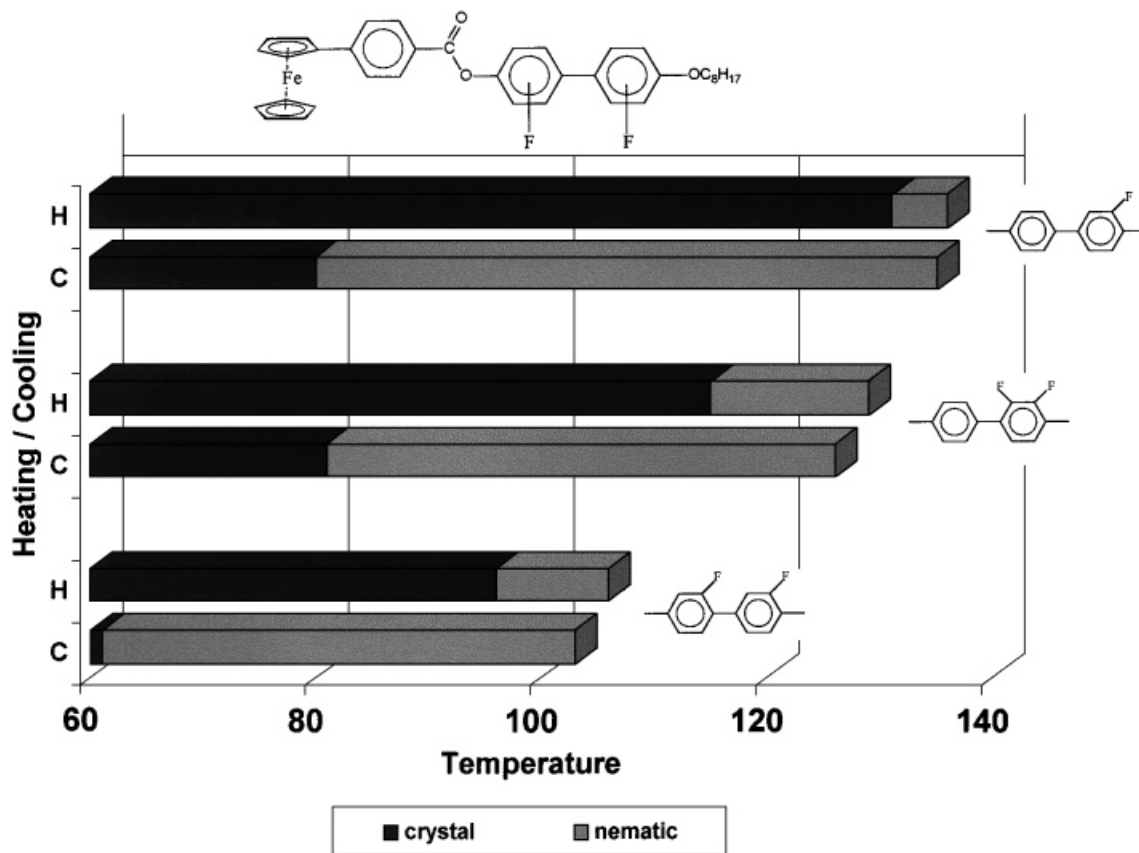 O
C
O
Fe
OC8H17
F
F
H
F
C
H
F
F
C
H
F
F
C
Heating / Cooling
60
80
100
120
140
Temperature
crystal
nematic